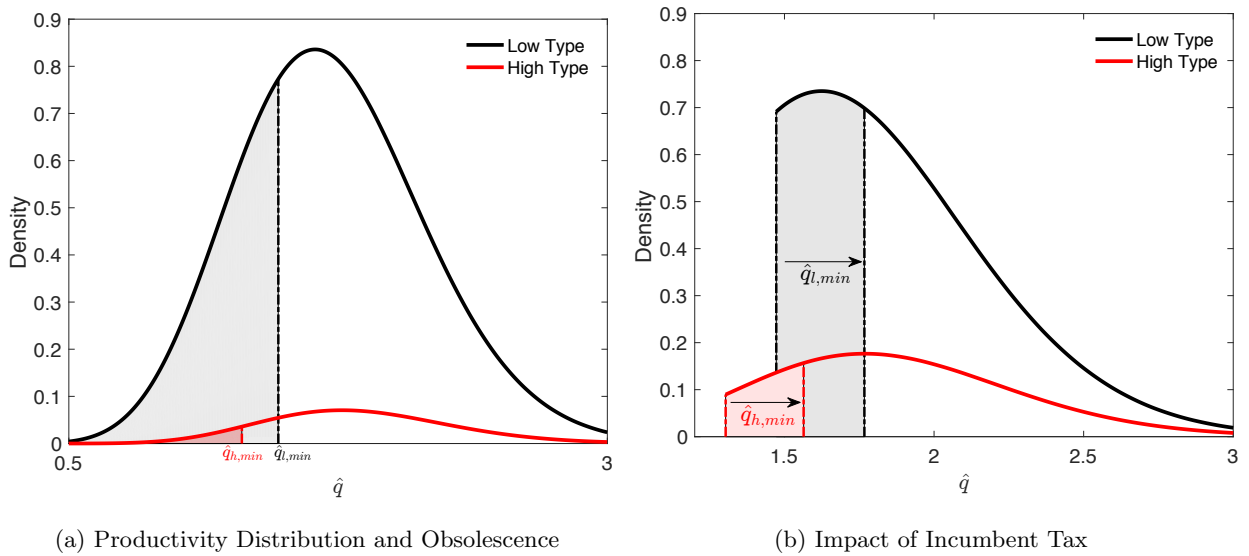 0.9
0.8
0.7
0.6
0.5
0.4
0.3
0.2
0.1
0
Density
Low Type
High Type
q̂h,min
q̂l,min
0.5
3
q̂
(a) Productivity Distribution and Obsolescence
0.9
0.8
0.7
0.6
0.5
0.4
0.3
0.2
0.1
0
Density
Low Type
High Type
q̂l,min
q̂h,min
1.5
2
2.5
3
q̂
(b) Impact of Incumbent Tax